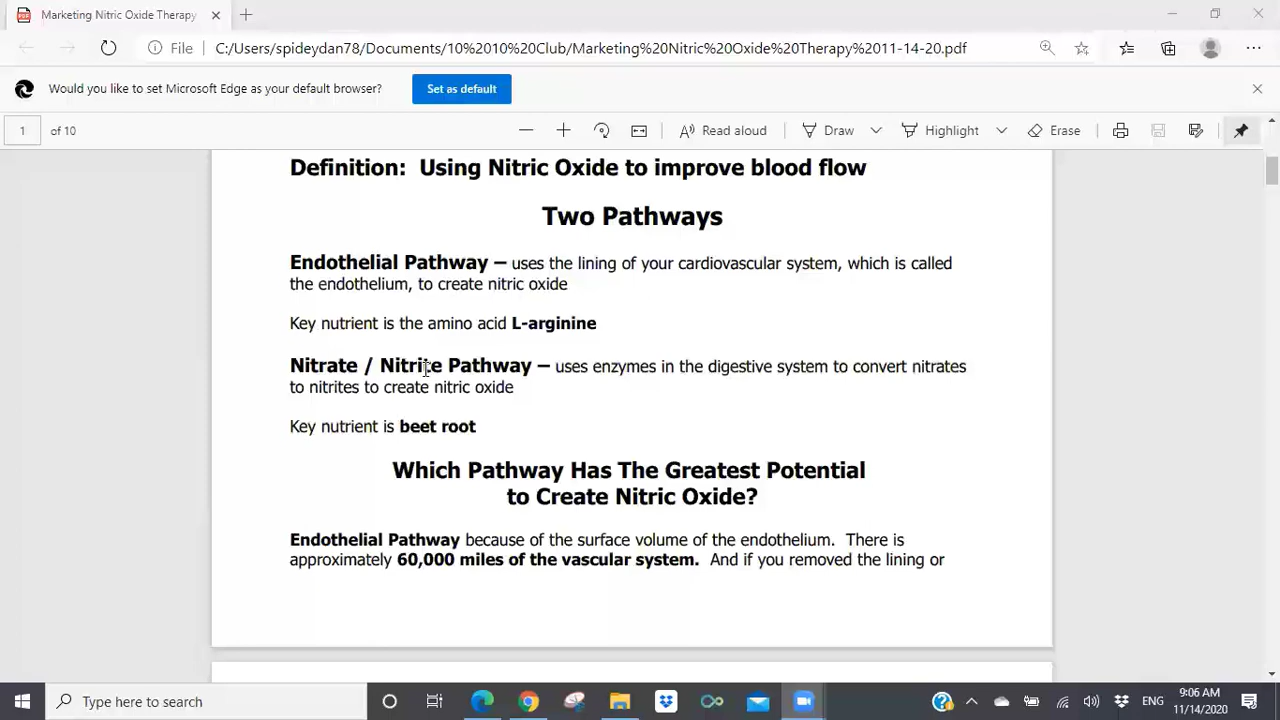 Marketing Nitric Oxide Therapy
File C:/Users/spideydan78/Documents/10%2010%20Club/Marketing%20Nitric%20Oxide%20Therapy%2011-14-20.pdf
Would you like to set Microsoft Edge as your default browser? Set as default
1 of 10 Read aloud Draw Highlight Erase
Definition: Using Nitric Oxide to improve blood flow
Two Pathways
Endothelial Pathway – uses the lining of your cardiovascular system, which is called
the endothelium, to create nitric oxide
Key nutrient is the amino acid L-arginine
Nitrate / Nitrite Pathway – uses enzymes in the digestive system to convert nitrates
to nitrites to create nitric oxide
Key nutrient is beet root
Which Pathway Has The Greatest Potential
to Create Nitric Oxide?
Endothelial Pathway because of the surface volume of the endothelium. There is
approximately 60,000 miles of the vascular system. And if you removed the lining or
Type here to search
ENG
9:06 AM
11/14/2020